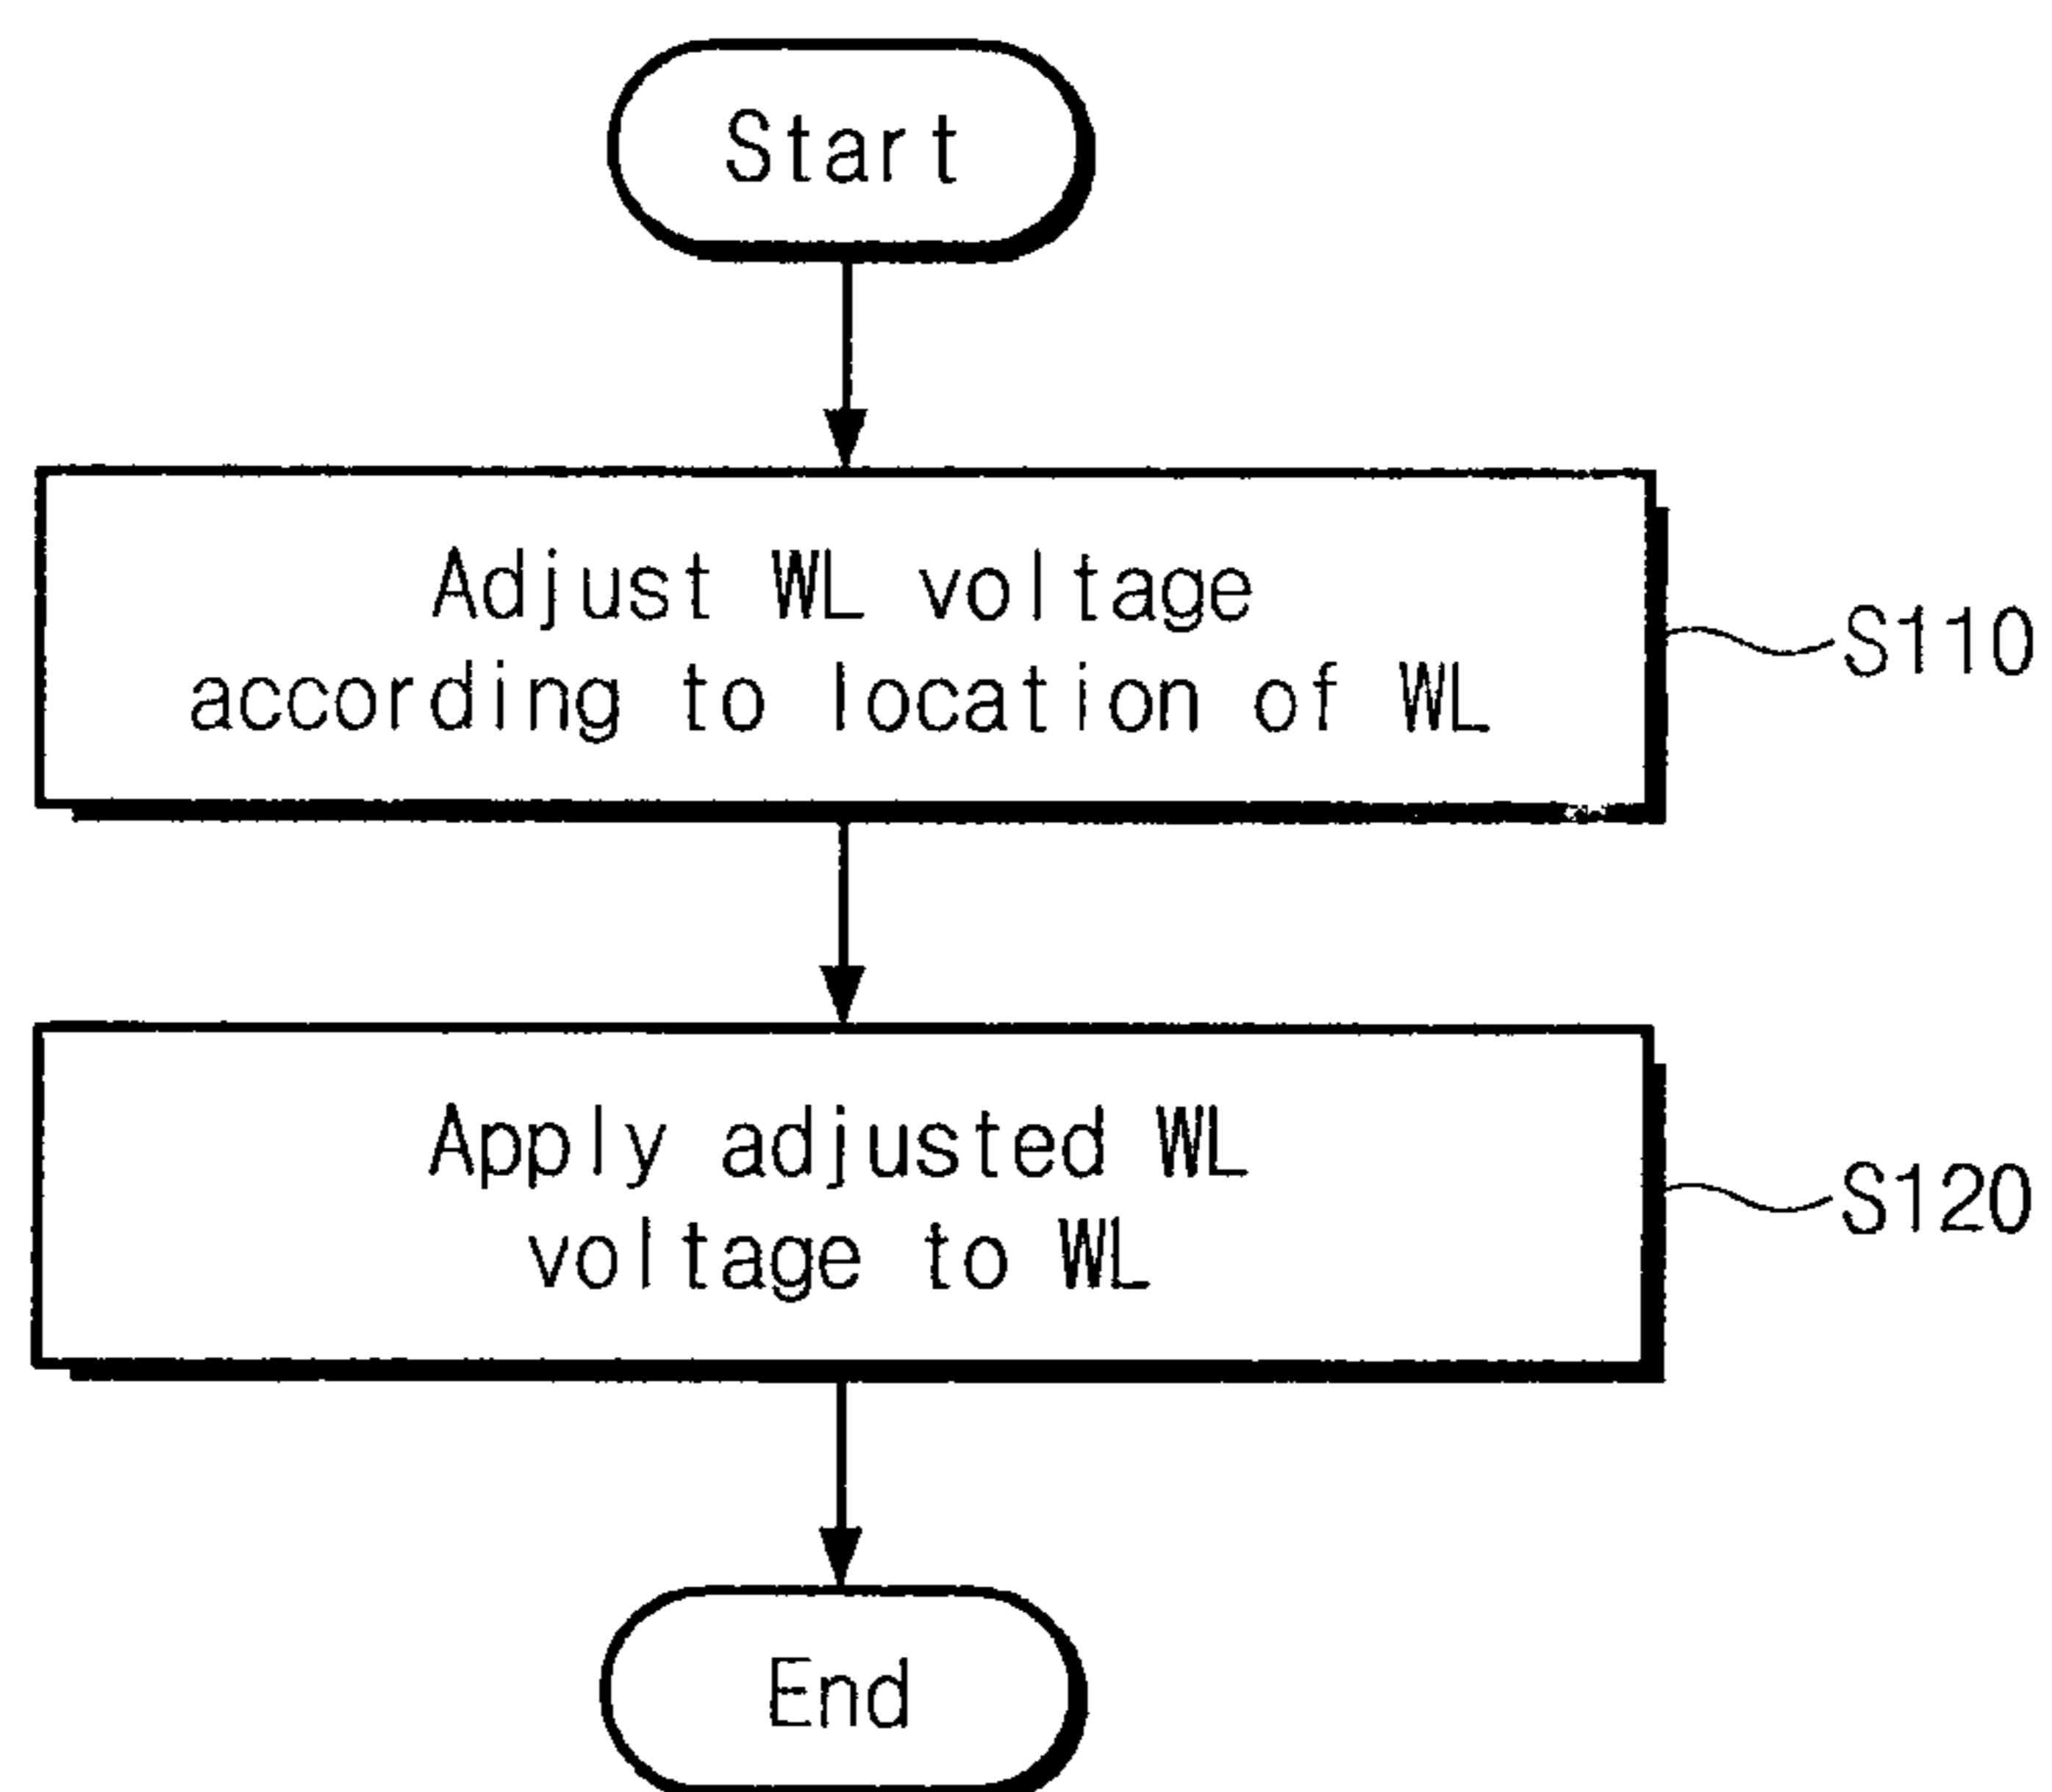 Start
Adjust WL voltage
according to location of WL
S110
Apply adjusted WL
voltage to WL
S120
End